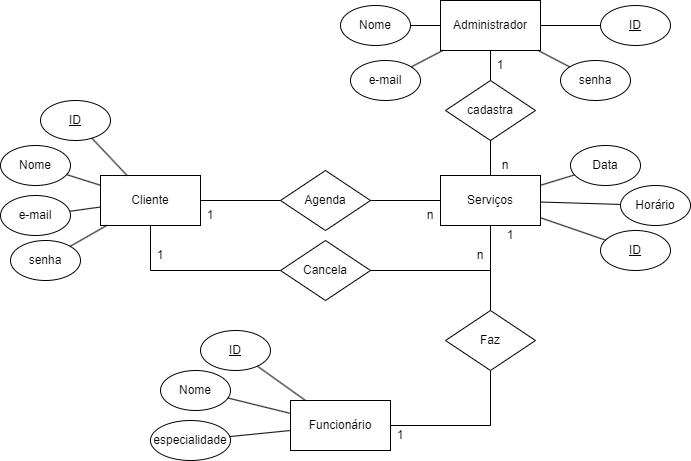 Nome
Administrador
ID
e-mail
senha
1
cadastra
n
ID
Nome
e-mail
senha
Cliente
1
Agenda
n
Serviços
Data
Horário
ID
1
1
Cancela
n
Faz
ID
Nome
especialidade
Funcionário
1